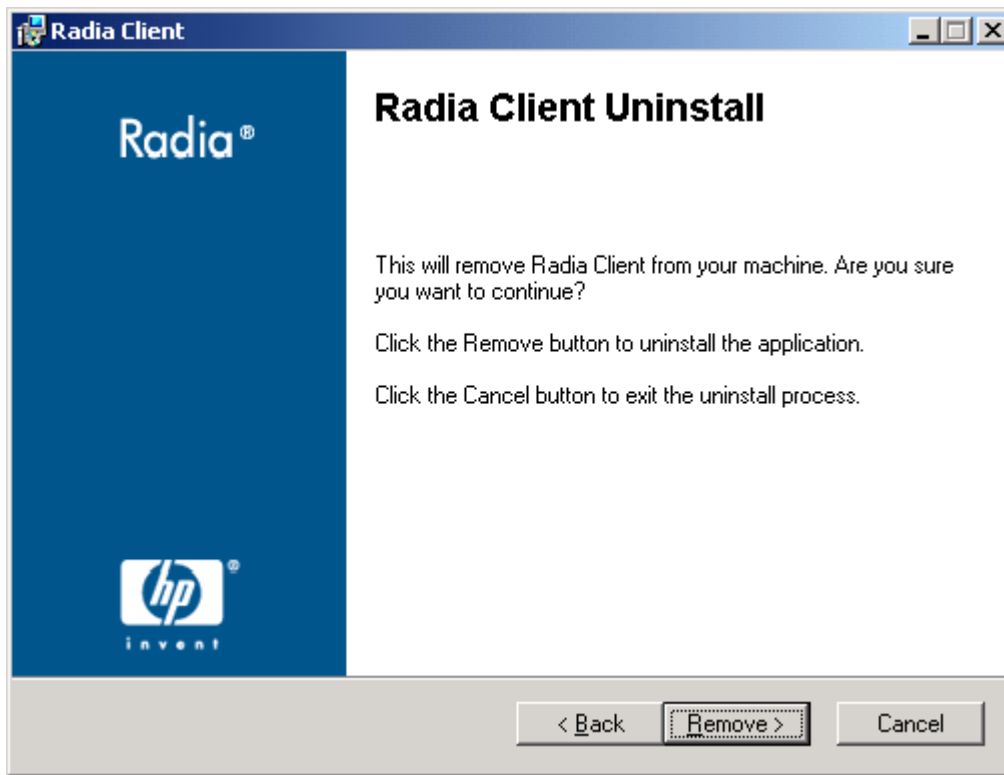 Radia Client
Radia®
Radia Client Uninstall
This will remove Radia Client from your machine. Are you sure
you want to continue?
Click the Remove button to uninstall the application.
Click the Cancel button to exit the uninstall process.
hp®
invent
< Back
Remove >
Cancel